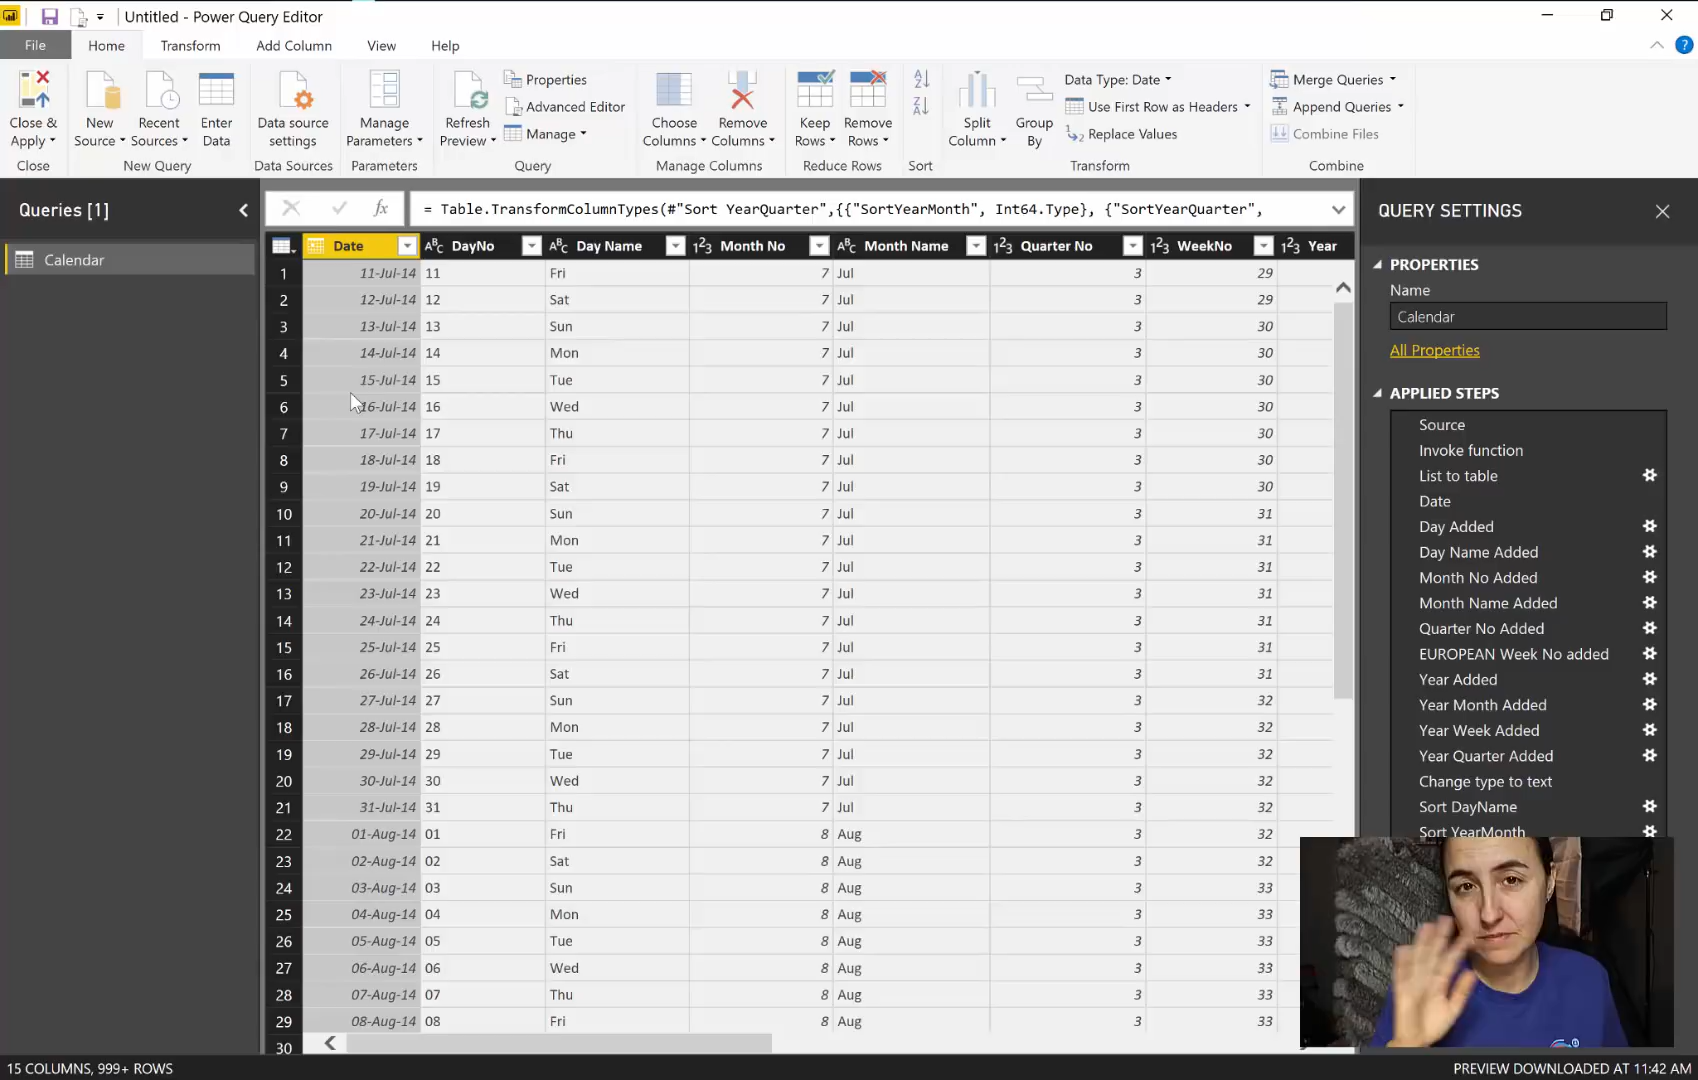 Untitled - Power Query Editor
File Home Transform Add Column View Help
Close & Apply
New Source
Recent Sources
Enter Data
Data source settings
Manage Parameters
Refresh Preview
Properties
Advanced Editor
Manage
Choose Columns
Remove Columns
Keep Rows
Remove Rows
Split Column
Group By
Data Type: Date
Use First Row as Headers
Replace Values
Merge Queries
Append Queries
Combine Files
Close New Query Data Sources Parameters Query Manage Columns Reduce Rows Sort Transform Combine
Queries [1]
Calendar
fx = Table.TransformColumnTypes(#"Sort YearQuarter",{{"SortYearMonth", Int64.Type}, {"SortYearQuarter",
Date ABC DayNo ABC Day Name 123 Month No ABC Month Name 123 Quarter No 123 WeekNo 123 Year
1 11-Jul-14 11 Fri 7 Jul 3 29
2 12-Jul-14 12 Sat 7 Jul 3 29
3 13-Jul-14 13 Sun 7 Jul 3 30
4 14-Jul-14 14 Mon 7 Jul 3 30
5 15-Jul-14 15 Tue 7 Jul 3 30
6 16-Jul-14 16 Wed 7 Jul 3 30
7 17-Jul-14 17 Thu 7 Jul 3 30
8 18-Jul-14 18 Fri 7 Jul 3 30
9 19-Jul-14 19 Sat 7 Jul 3 30
10 20-Jul-14 20 Sun 7 Jul 3 31
11 21-Jul-14 21 Mon 7 Jul 3 31
12 22-Jul-14 22 Tue 7 Jul 3 31
13 23-Jul-14 23 Wed 7 Jul 3 31
14 24-Jul-14 24 Thu 7 Jul 3 31
15 25-Jul-14 25 Fri 7 Jul 3 31
16 26-Jul-14 26 Sat 7 Jul 3 31
17 27-Jul-14 27 Sun 7 Jul 3 32
18 28-Jul-14 28 Mon 7 Jul 3 32
19 29-Jul-14 29 Tue 7 Jul 3 32
20 30-Jul-14 30 Wed 7 Jul 3 32
21 31-Jul-14 31 Thu 7 Jul 3 32
22 01-Aug-14 01 Fri 8 Aug 3 32
23 02-Aug-14 02 Sat 8 Aug 3 32
24 03-Aug-14 03 Sun 8 Aug 3 33
25 04-Aug-14 04 Mon 8 Aug 3 33
26 05-Aug-14 05 Tue 8 Aug 3 33
27 06-Aug-14 06 Wed 8 Aug 3 33
28 07-Aug-14 07 Thu 8 Aug 3 33
29 08-Aug-14 08 Fri 8 Aug 3 33
30
QUERY SETTINGS
PROPERTIES
Name
Calendar
All Properties
APPLIED STEPS
Source
Invoke function
List to table
Date
Day Added
Day Name Added
Month No Added
Month Name Added
Quarter No Added
EUROPEAN Week No added
Year Added
Year Month Added
Year Week Added
Year Quarter Added
Change type to text
Sort DayName
Sort YearMonth
15 COLUMNS, 999+ ROWS
PREVIEW DOWNLOADED AT 11:42 AM